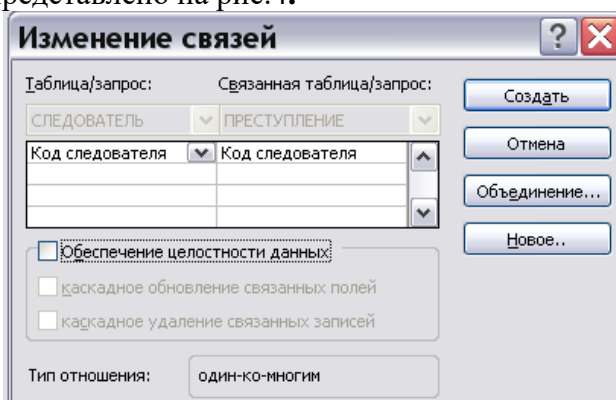 представлено на рис.4.
Изменение связей
Таблица/запрос: Связанная таблица/запрос:
СЛЕДОВАТЕЛЬ ПРЕСТУПЛЕНИЕ
Создать
Код следователя Код следователя
Отмена
Объединение...
Новое..
Обеспечение целостности данных
каскадное обновление связанных полей
каскадное удаление связанных записей
Тип отношения: один-ко-многим